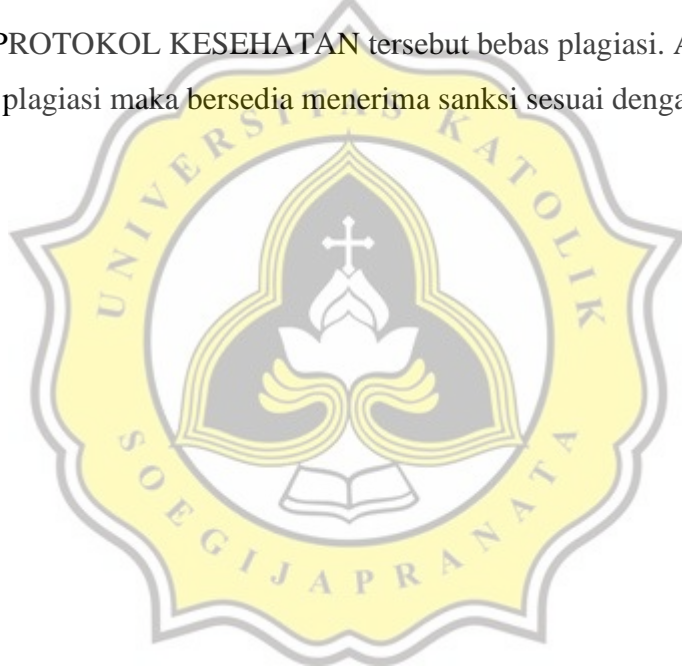 PROTOKOL KESEHATAN tersebut bebas plagiasi. A
plagiasi maka bersedia menerima sanksi sesuai denga
UNIVERSITAS KATOLIK
SOEGIJAPRANATA